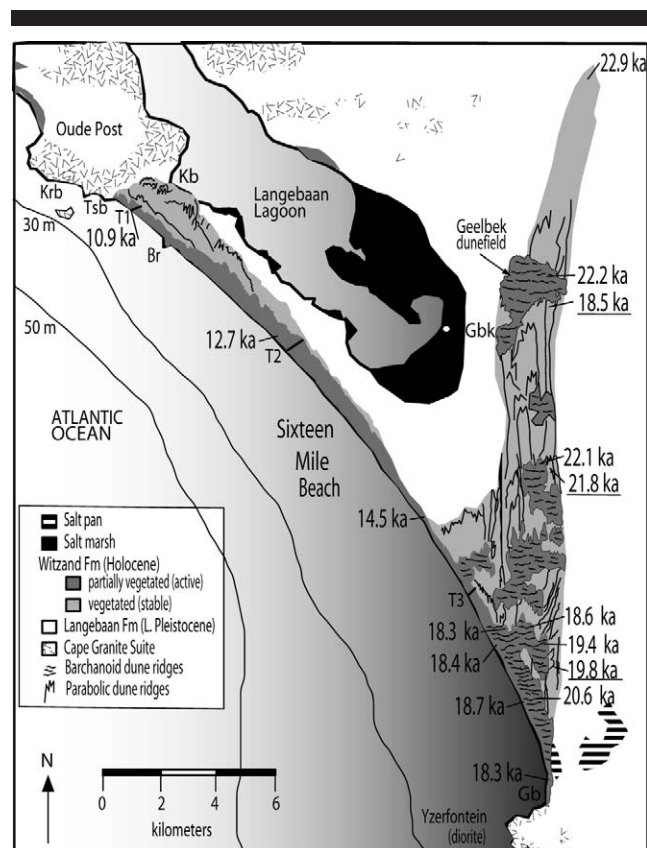 22.9 ka
Oude Post
Kb
Langebaan
Lagoon
Krb
Tsb
T1
30 m
10.9 ka
Br
Geelbek
dunefield
22.2 ka
18.5 ka
50 m
Gbk
12.7 ka
T2
ATLANTIC
OCEAN
Sixteen
Mile
Beach
22.1 ka
21.8 ka
14.5 ka
Salt pan
Salt marsh
Witzand Fm (Holocene)
partially vegetated (active)
vegetated (stable)
Langebaan Fm (L. Pleistocene)
Cape Granite Suite
Barchanoid dune ridges
Parabolic dune ridges
T3
18.6 ka
18.3 ka
19.4 ka
18.4 ka
19.8 ka
20.6 ka
18.7 ka
18.3 ka
Gb
N
0 2 4 6
kilometers
Yzerfontein
(diorite)